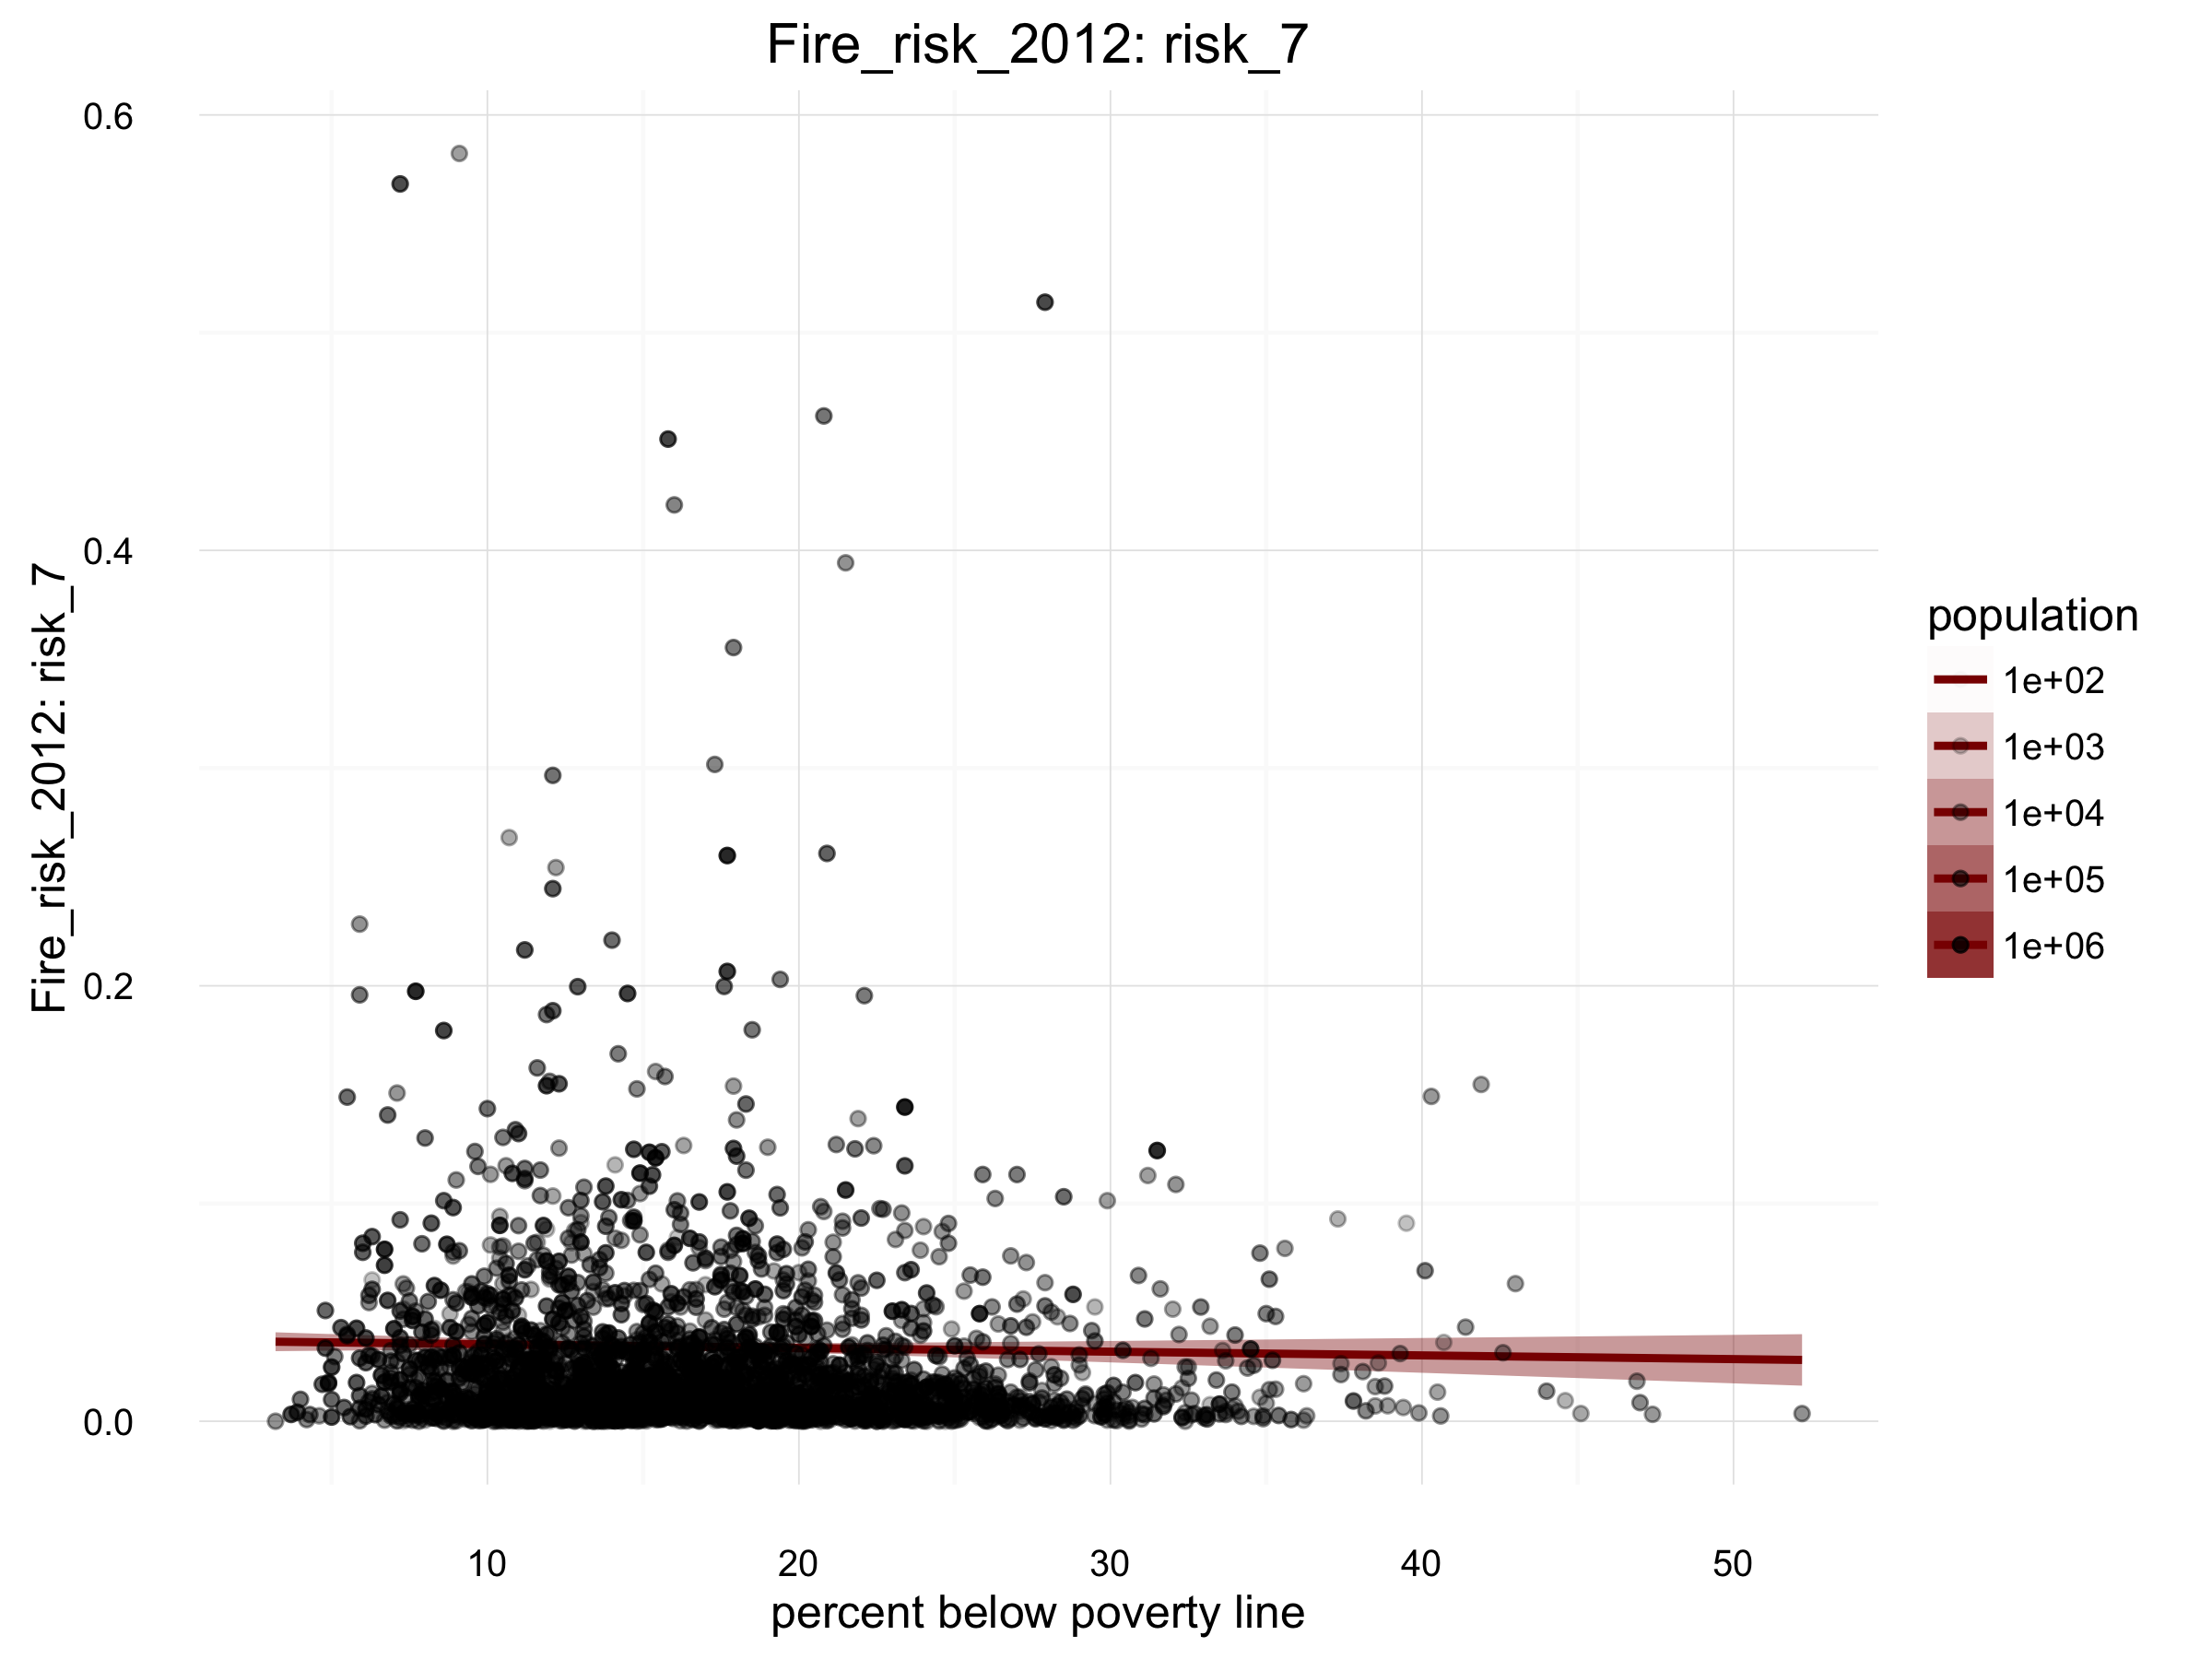 Fire_risk_2012: risk_7
Fire_risk_2012: risk_7
0.6
0.4
0.2
0.0
10
20
30
40
50
percent below poverty line
population
1e+02
1e+03
1e+04
1e+05
1e+06